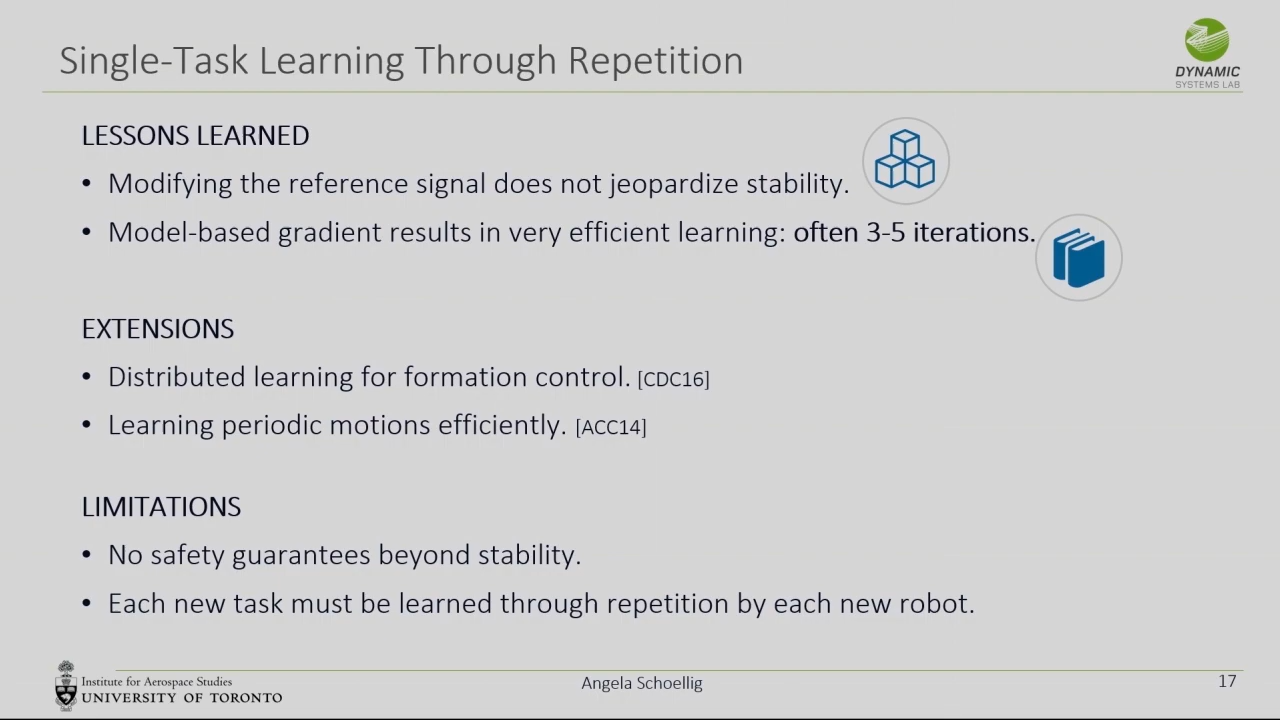 Single-Task Learning Through Repetition
DYNAMIC
SYSTEMS LAB
LESSONS LEARNED
• Modifying the reference signal does not jeopardize stability.
• Model-based gradient results in very efficient learning: often 3-5 iterations.
EXTENSIONS
• Distributed learning for formation control. [CDC16]
• Learning periodic motions efficiently. [ACC14]
LIMITATIONS
• No safety guarantees beyond stability.
• Each new task must be learned through repetition by each new robot.
Institute for Aerospace Studies
UNIVERSITY OF TORONTO
Angela Schoellig
17